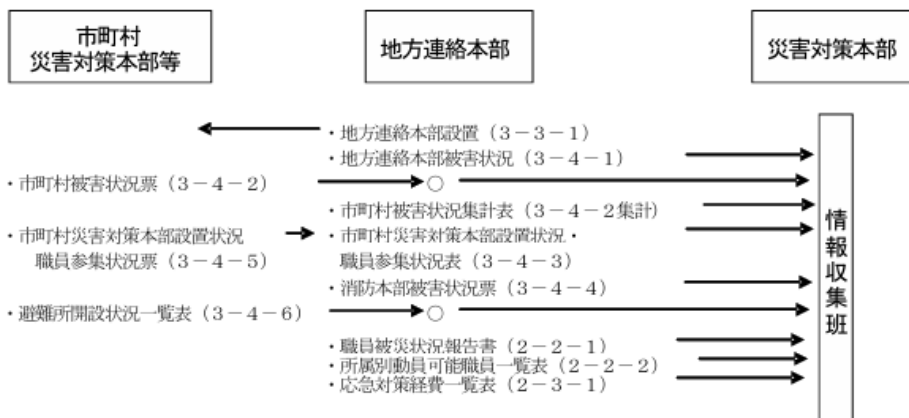 市町村
災害対策本部等
地方連絡本部
災害対策本部
・地方連絡本部設置（3－3－1）
・地方連絡本部被害状況（3－4－1）
・市町村被害状況票（3－4－2）
○
・市町村被害状況集計表（3－4－2集計）
・市町村災害対策本部設置状況
職員参集状況票（3－4－5）
・市町村災害対策本部設置状況・
職員参集状況表（3－4－3）
・消防本部被害状況票（3－4－4）
・避難所開設状況一覧表（3－4－6）
○
・職員被災状況報告書（2－2－1）
・所属別動員可能職員一覧表（2－2－2）
・応急対策経費一覧表（2－3－1）
情報収集班